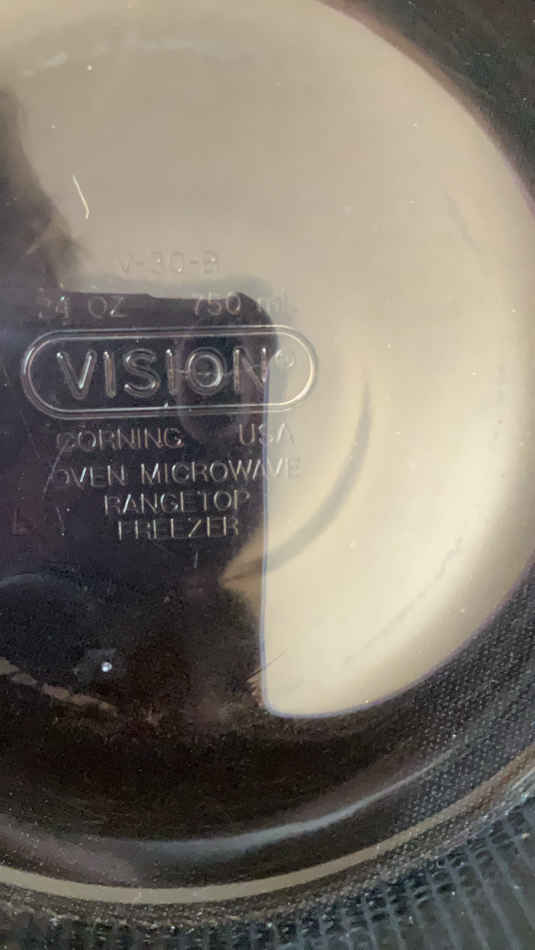 V-30-B
24 OZ 750 mL
VISION®
CORNING USA
OVEN MICROWAVE
RANGETOP
FREEZER